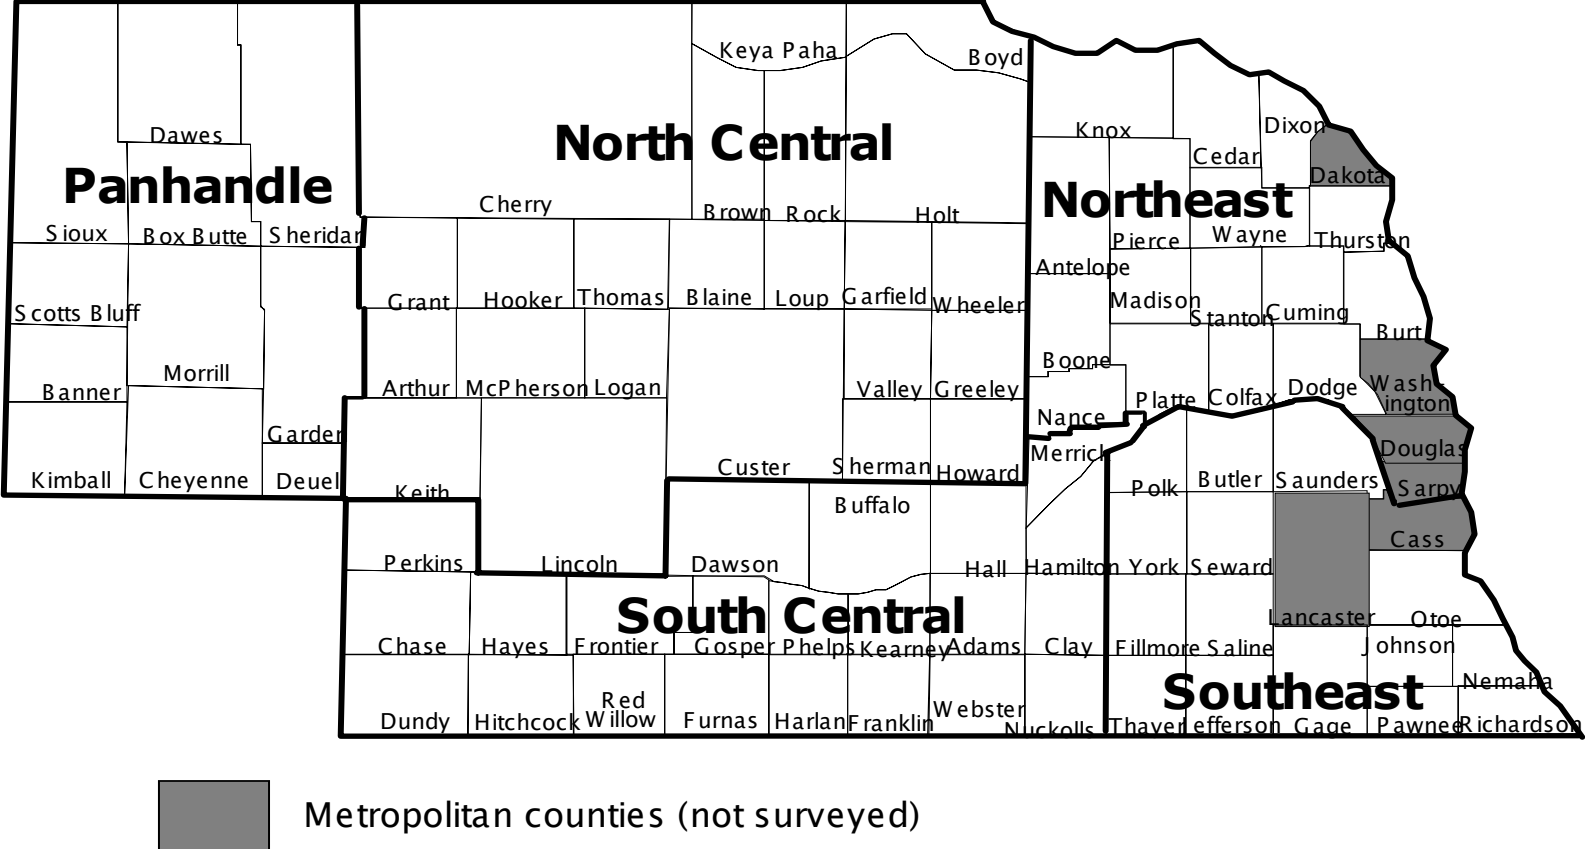 Keya Paha
Boyd
Dawes
Knox
Dixon
Cedar
Dakota
North Central
Panhandle
Northeast
Cherry
Brown
Rock
Holt
Sioux
Box Butte
Sheridan
Pierce
Wayne
Thurston
Antelope
Grant
Hooker
Thomas
Blaine
Loup
Garfield
Wheeler
Madison
Stanton
Cuming
Scotts Bluff
Burt
Boone
Morrill
Banner
Arthur
McPherson
Logan
Valley
Greeley
Nance
Platte
Colfax
Dodge
Wash-
ington
Garden
Merrick
Douglas
Kimball
Cheyenne
Deuel
Keith
Custer
Sherman
Howard
Polk
Butler
Saunders
Sarpy
Buffalo
Cass
Perkins
Lincoln
Dawson
Hall
Hamilton
York
Seward
South Central
Lancaster
Otoe
Chase
Hayes
Frontier
Gosper
Phelps
Kearney
Adams
Clay
Fillmore
Saline
Johnson
Southeast
Nemaha
Dundy
Hitchcock
Red
Willow
Furnas
Harlan
Franklin
Webster
Nuckolls
Thayer
Jefferson
Gage
Pawnee
Richardson
Metropolitan counties (not surveyed)